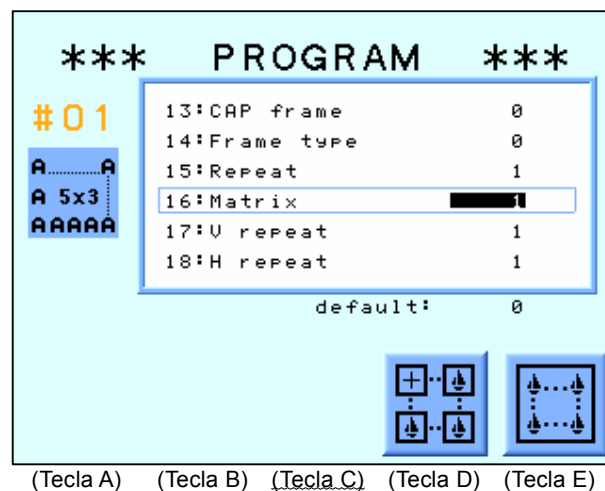 *** PROGRAM ***
#01
13:CAP frame 0
14:Frame type 0
15:Repeat 1
16:Matrix 1
17:V repeat 1
18:H repeat 1
A...........A
A 5x3
AAAAA
default: 0
(Tecla A) (Tecla B) (Tecla C) (Tecla D) (Tecla E)